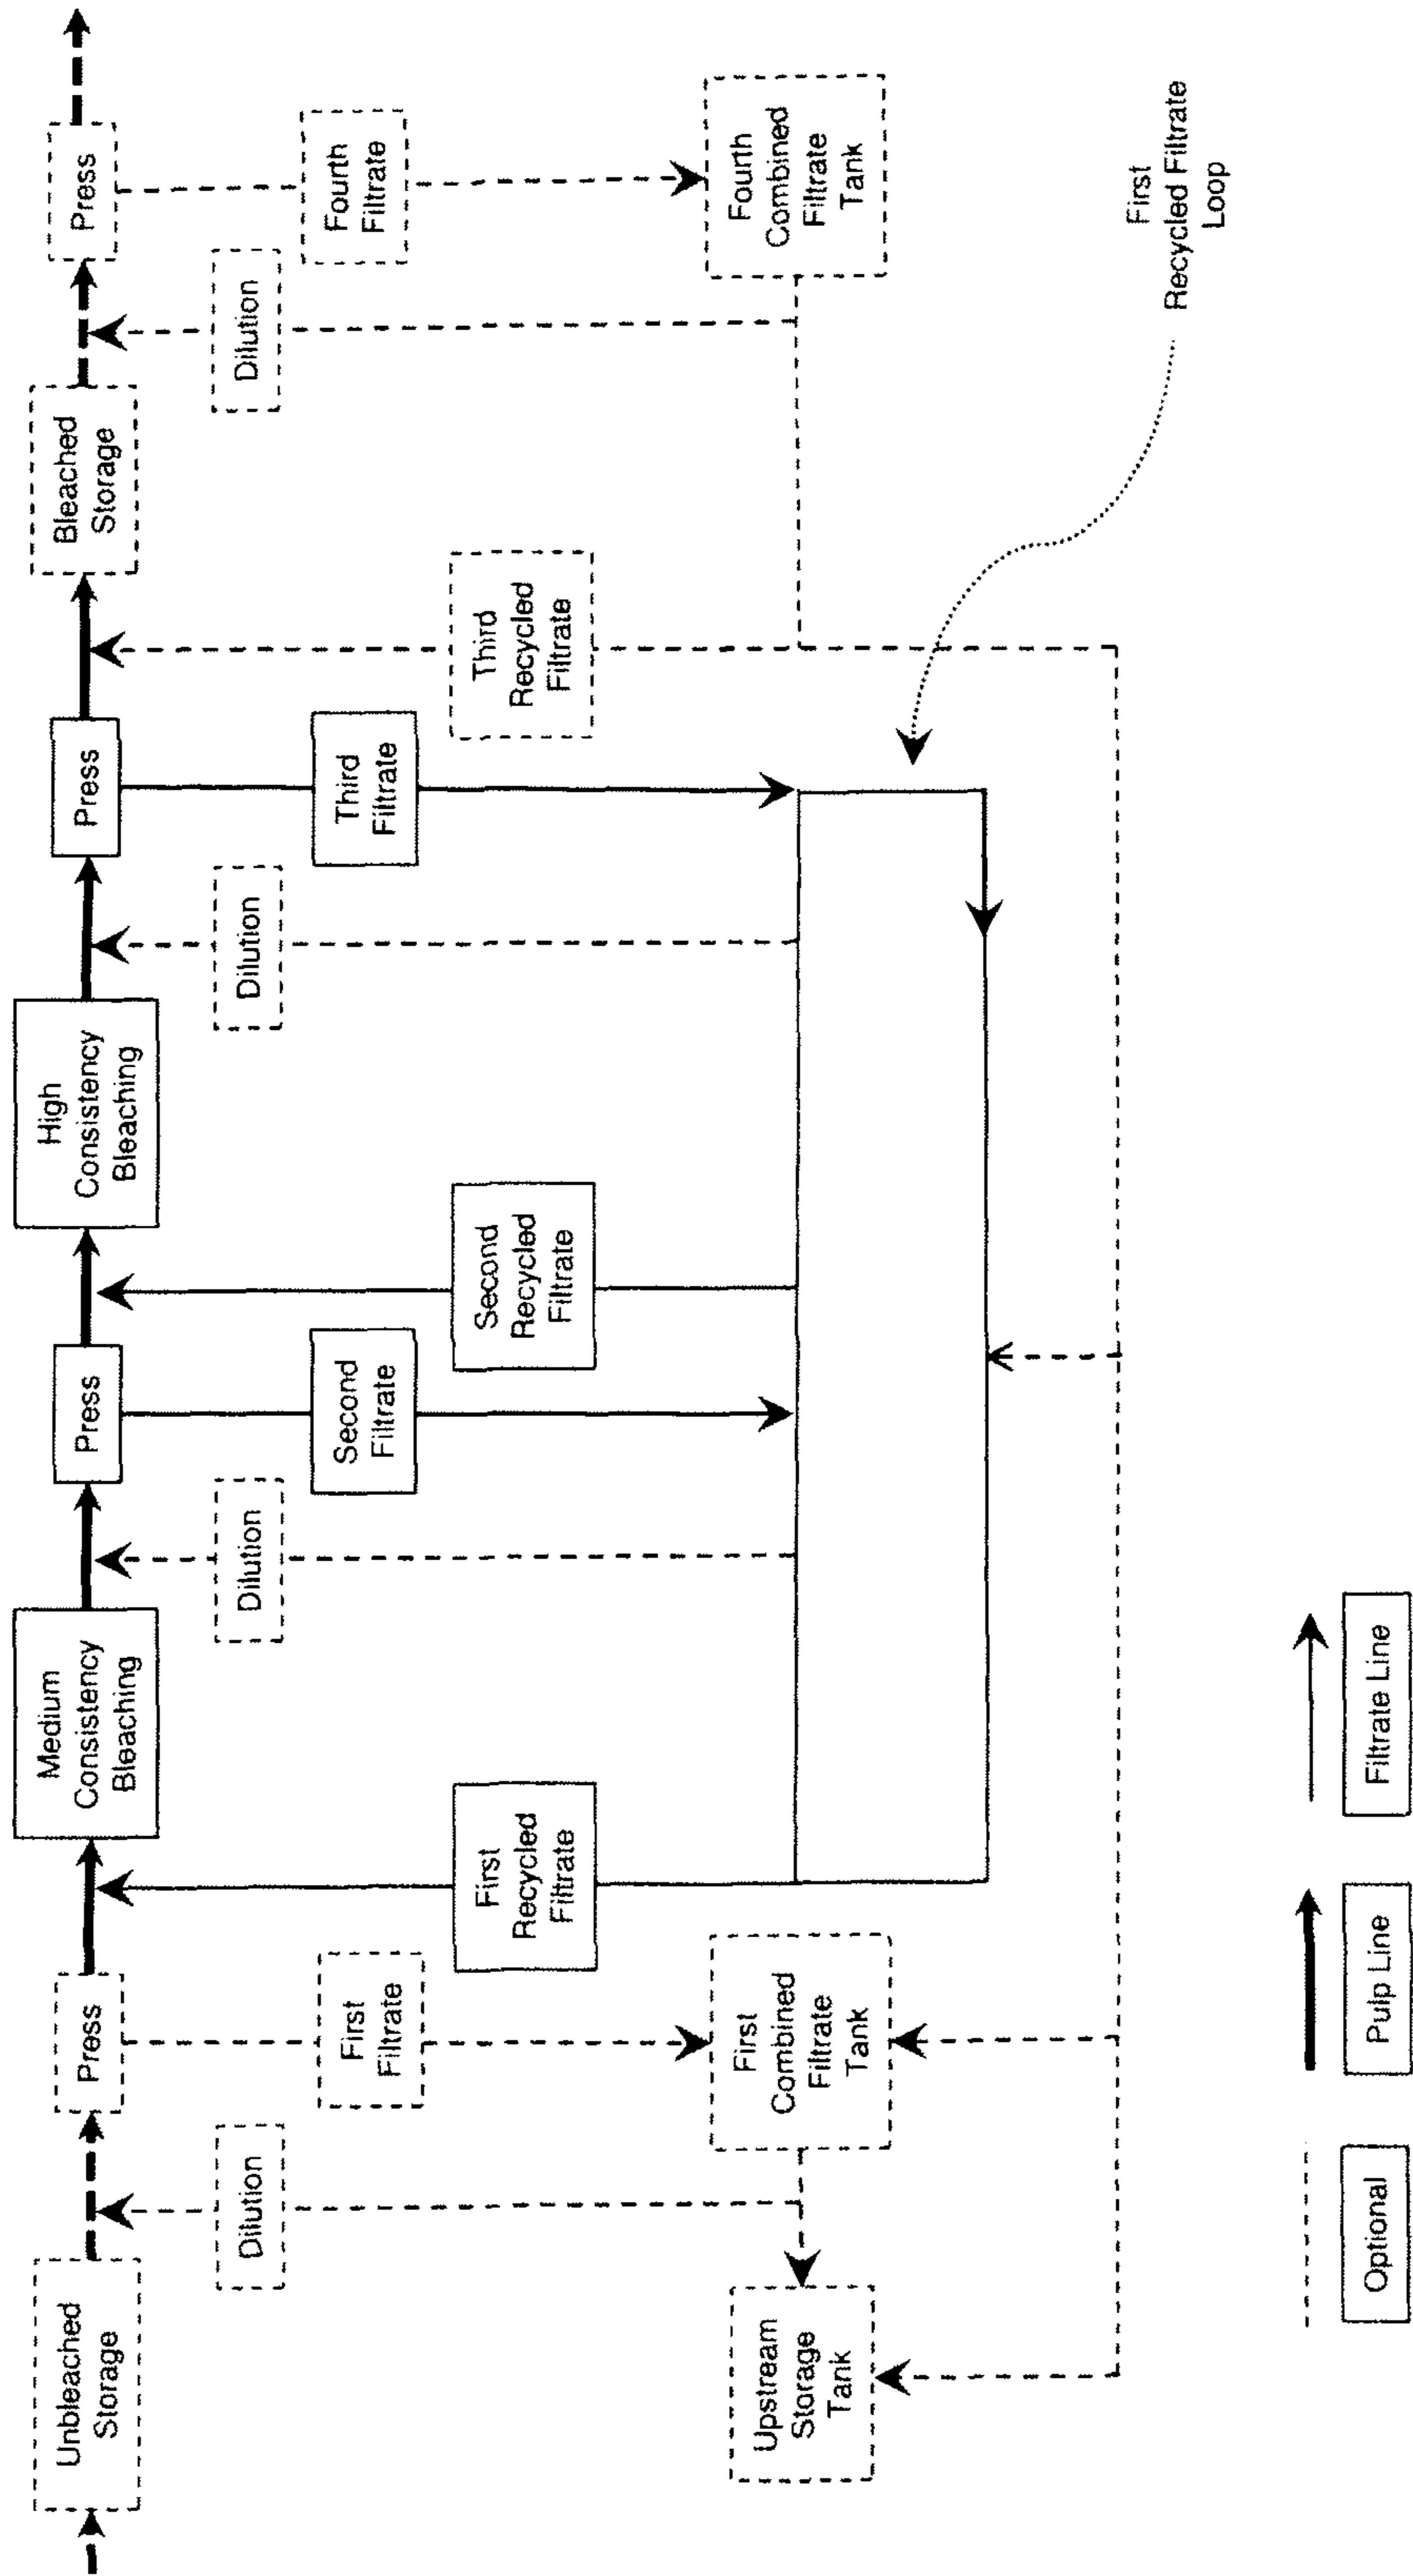 Unbleached
Storage
Press
Medium
Consistency
Bleaching
Press
High
Consistency
Bleaching
Press
Bleached
Storage
Press
Dilution
Dilution
Dilution
Dilution
First
Filtrate
Second
Filtrate
Third
Filtrate
Fourth
Filtrate
First
Recycled
Filtrate
Second
Recycled
Filtrate
Third
Recycled
Filtrate
Upstream
Storage
Tank
First
Combined
Filtrate
Tank
Fourth
Combined
Filtrate
Tank
First
Recycled Filtrate
Loop
Optional
Pulp Line
Filtrate Line